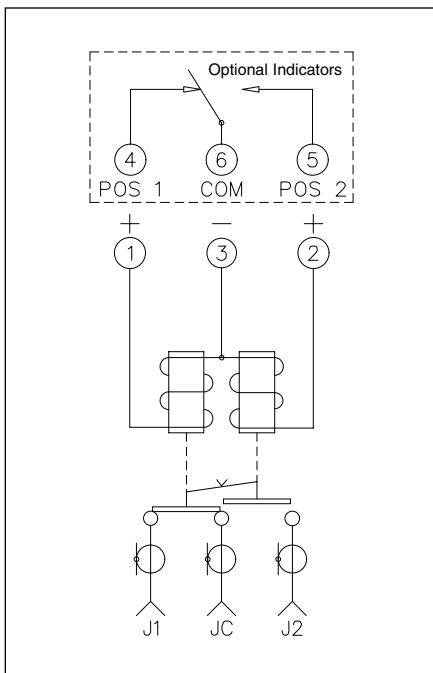 Optional Indicators
4 6 5
POS 1 COM POS 2
+ − +
1 3 2
J1 JC J2